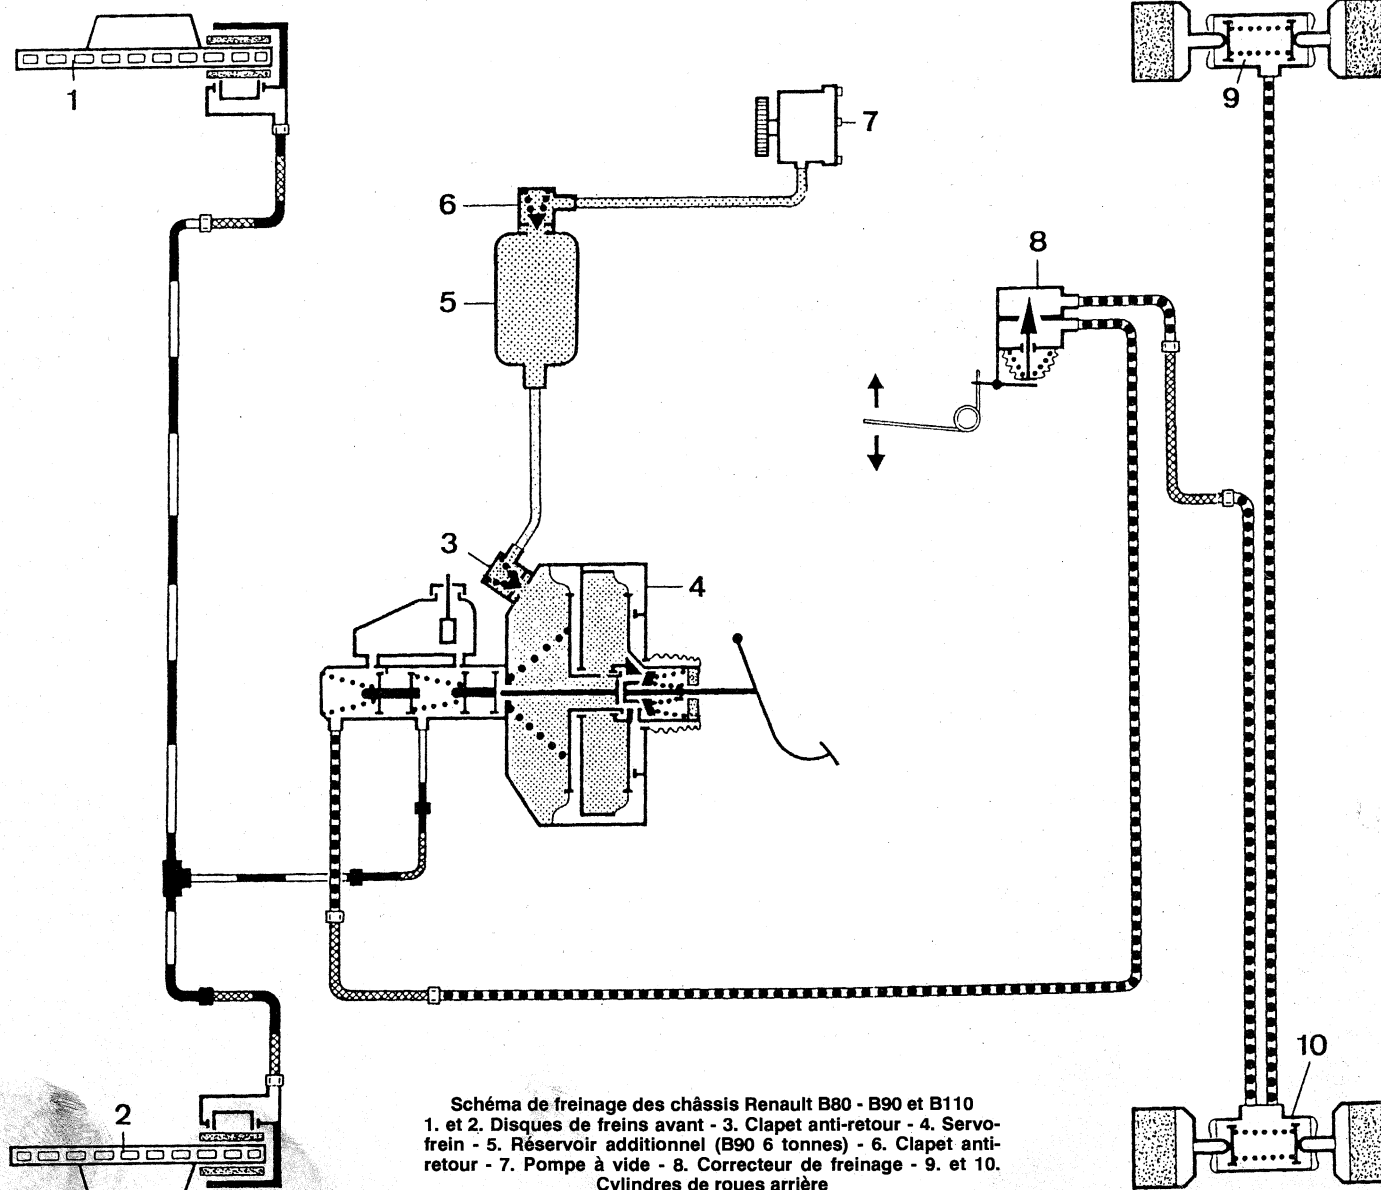 1
9
7
6
8
5
3
4
10
2
Schéma de freinage des châssis Renault B80 - B90 et B110
1. et 2. Disques de freins avant - 3. Clapet anti-retour - 4. Servo-
frein - 5. Réservoir additionnel (B90 6 tonnes) - 6. Clapet anti-
retour - 7. Pompe à vide - 8. Correcteur de freinage - 9. et 10.
Cylindres de roues arrière